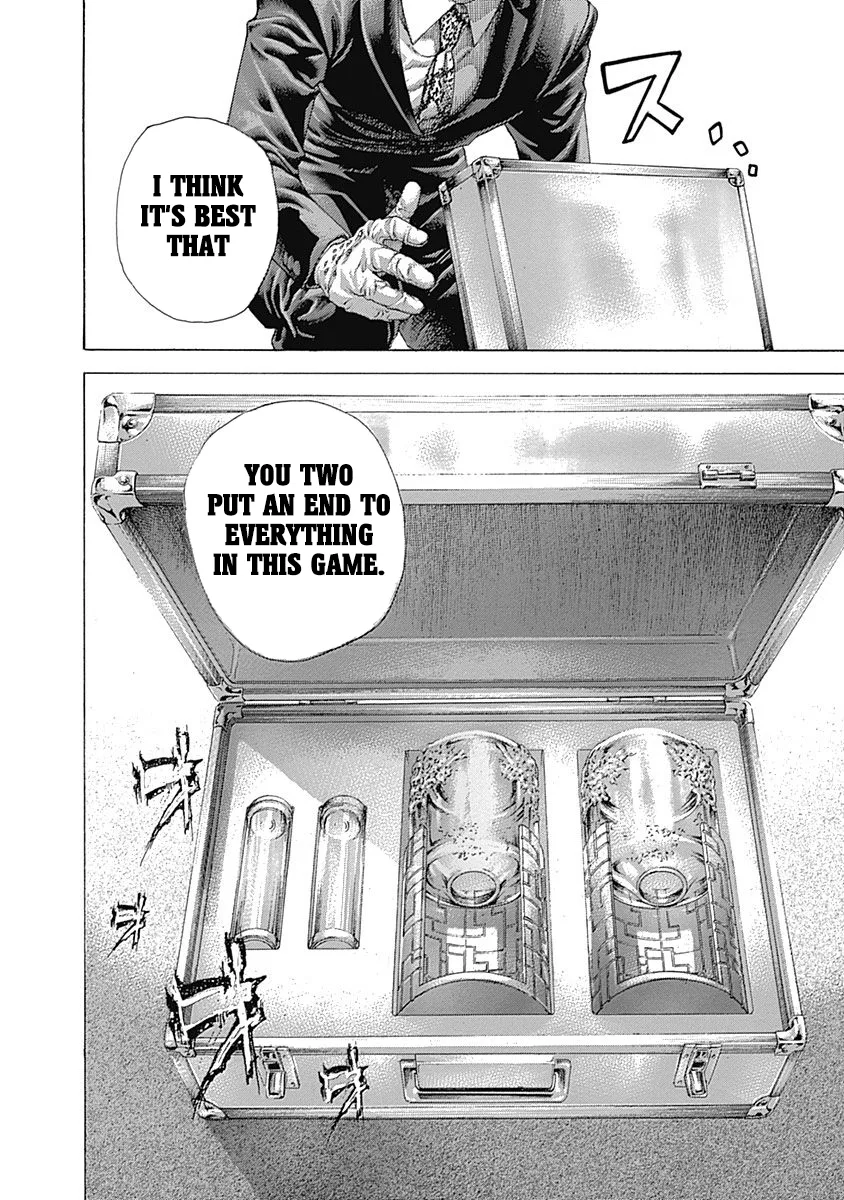 ス...
I THINK
IT'S BEST
THAT
YOU TWO
PUT AN END TO
EVERYTHING
IN THIS GAME.